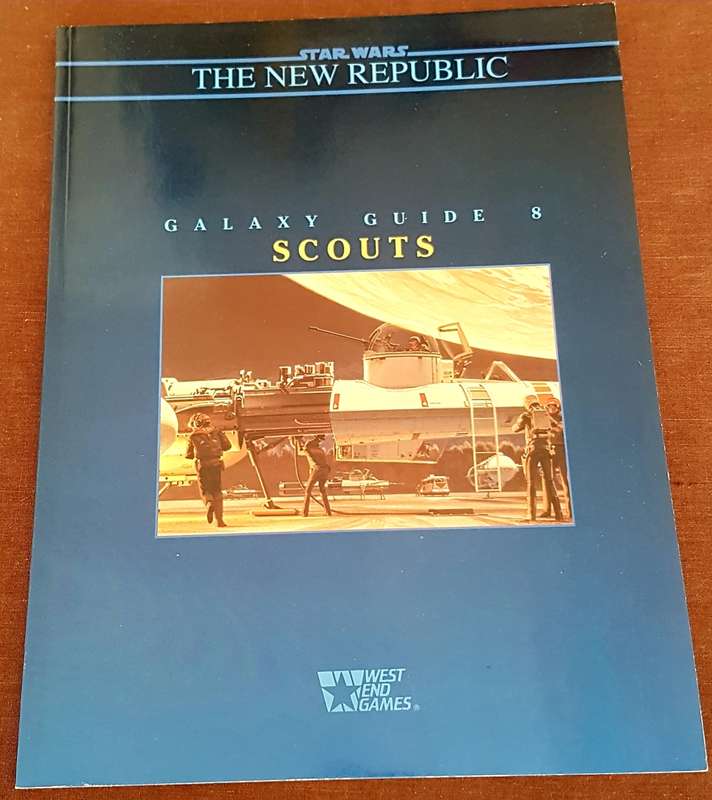 STAR WARS
THE NEW REPUBLIC
GALAXY GUIDE 8
SCOUTS
WEST
END
GAMES®